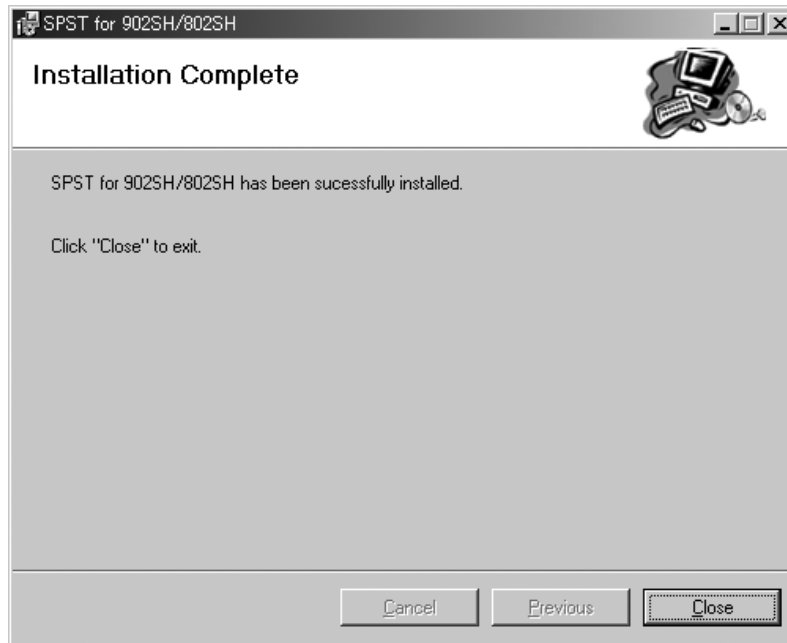 SPST for 902SH/802SH
Installation Complete
SPST for 902SH/802SH has been sucessfully installed.
Click "Close" to exit.
Cancel
Previous
Close